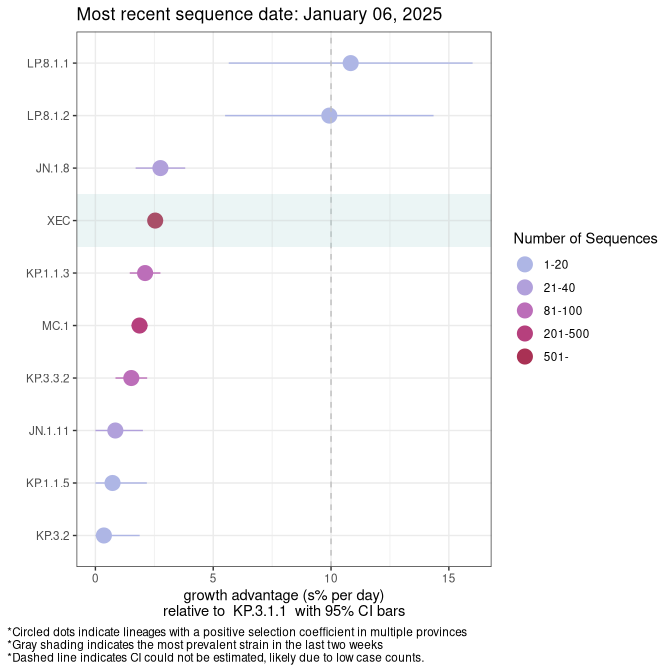 Most recent sequence date: January 06, 2025
LP.8.1.1
LP.8.1.2
JN.1.8
XEC
KP.1.1.3
MC.1
KP.3.3.2
JN.1.11
KP.1.1.5
KP.3.2
0 5 10 15
growth advantage (s% per day)
relative to KP.3.1.1 with 95% CI bars
Number of Sequences
1-20
21-40
81-100
201-500
501-
*Circled dots indicate lineages with a positive selection coefficient in multiple provinces
*Gray shading indicates the most prevalent strain in the last two weeks
*Dashed line indicates CI could not be estimated, likely due to low case counts.